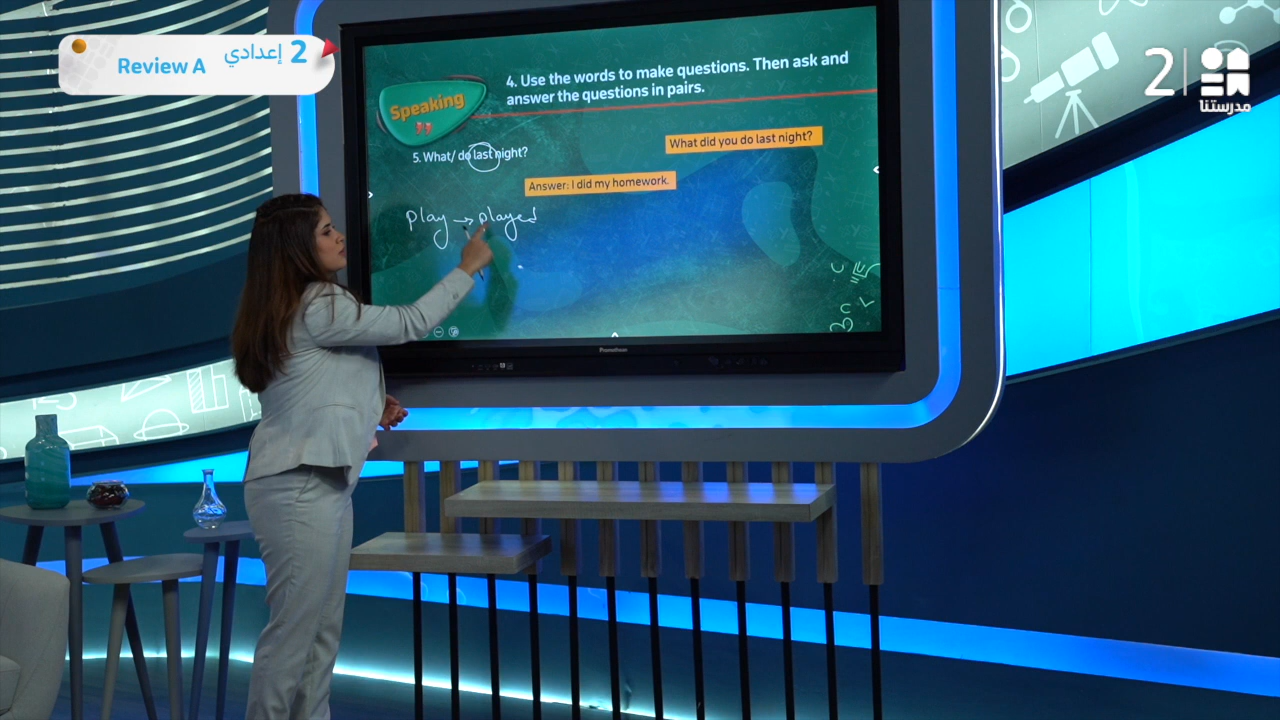 Review A
2 إعدادي
2
مدرستنا
Speaking
4. Use the words to make questions. Then ask and
answer the questions in pairs.
5. What/ do last night?
What did you do last night?
Answer: I did my homework.
play → played
Promethean